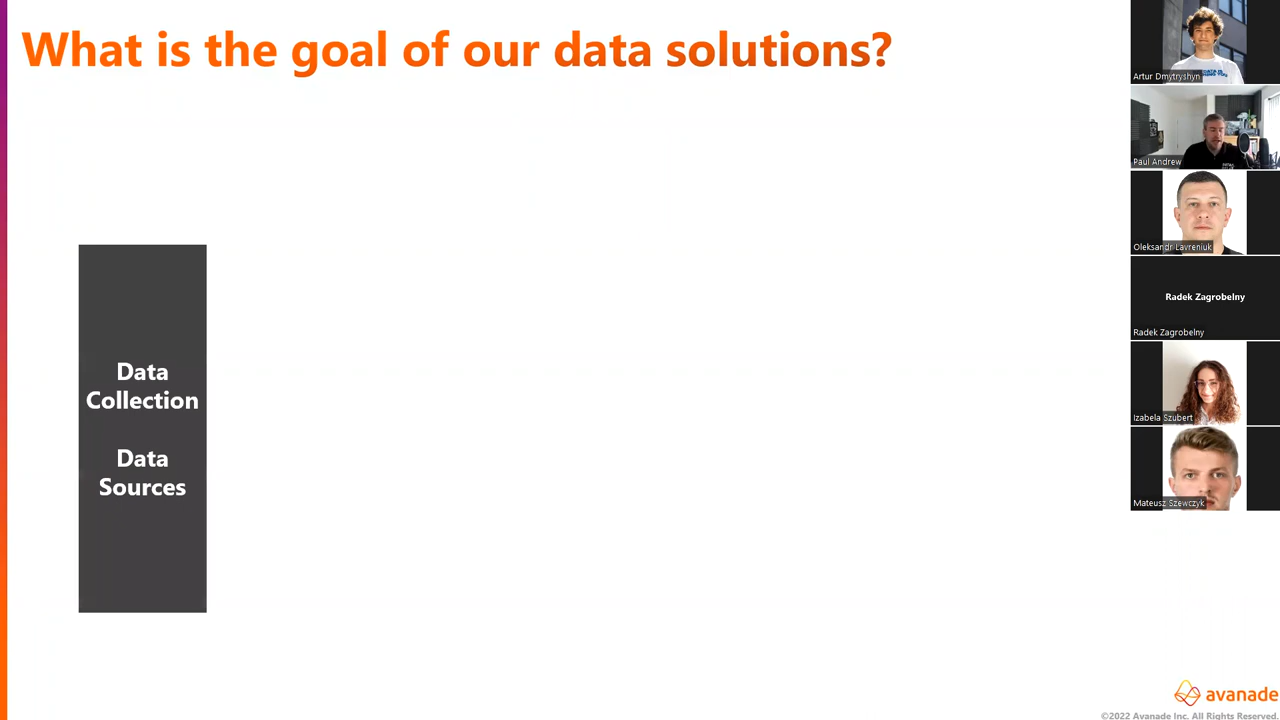 What is the goal of our data solutions?
Data
Collection
Data
Sources
Artur Dmytryshyn
Paul Andrew
Oleksandr Lavreniuk
Radek Zagrobelny
Radek Zagrobelny
Izabela Szubert
Mateusz Szewczyk
avanade
©2022 Avanade Inc. All Rights Reserved.